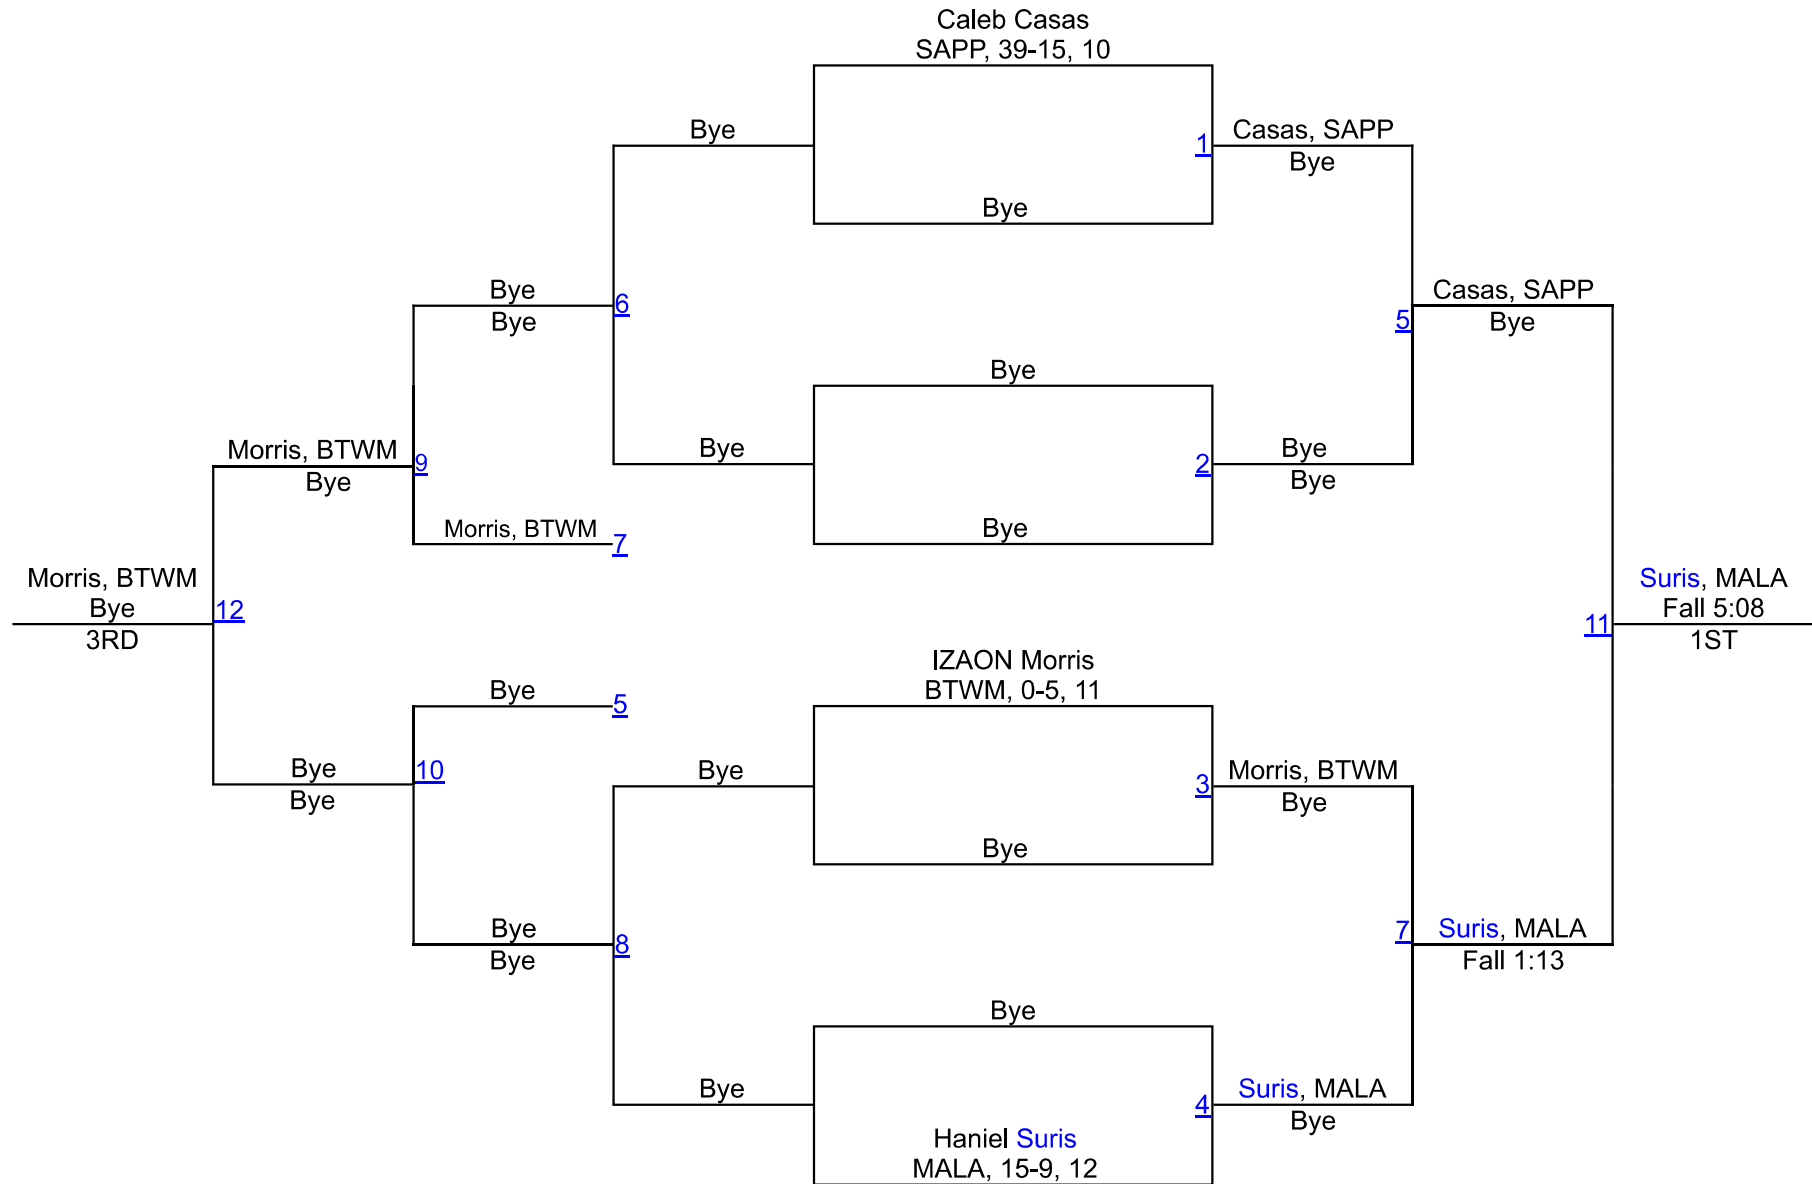 Caleb Casas
SAPP, 39-15, 10
Bye
1
Casas, SAPP
Bye
Bye
Bye
Bye
6
5
Casas, SAPP
Bye
Bye
Morris, BTWM
Bye
9
Bye
2
Bye
Bye
Morris, BTWM
7
Bye
Morris, BTWM
Bye
3RD
12
11
Suris, MALA
Fall 5:08
1ST
IZAON Morris
BTWM, 0-5, 11
Bye
5
Bye
Bye
10
Bye
3
Morris, BTWM
Bye
Bye
Bye
Bye
8
7
Suris, MALA
Fall 1:13
Bye
Bye
4
Suris, MALA
Bye
Haniel Suris
MALA, 15-9, 12